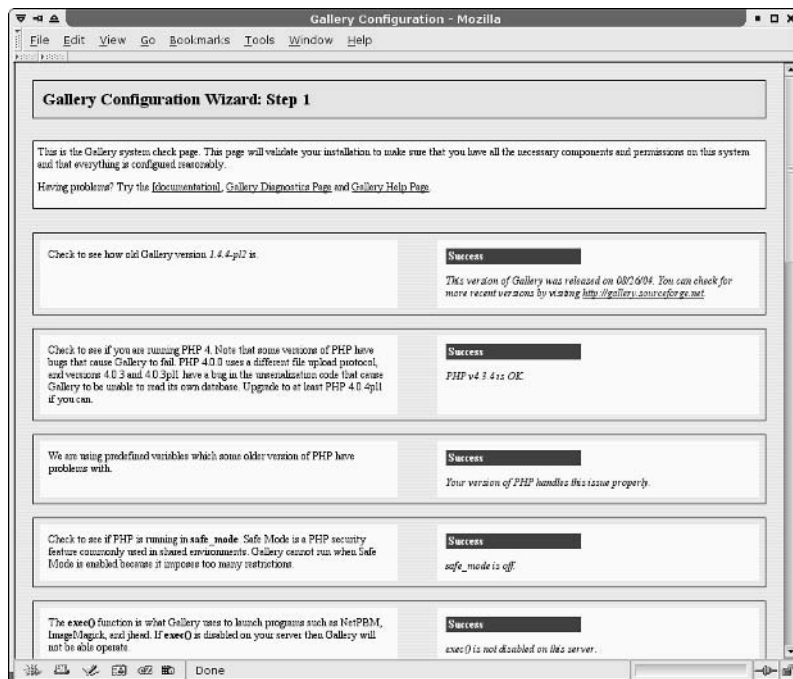 Gallery Configuration - Mozilla
File Edit View Go Bookmarks Tools Window Help
Gallery Configuration Wizard: Step 1
This is the Gallery system check page. This page will validate your installation to make sure that you have all the necessary components and permissions on this system
and that everything is configured reasonably.
Having problems? Try the [documentation], Gallery Diagnostics Page and Gallery Help Page.
Check to see how old Gallery version 1.4.4-pl2 is.
Success
This version of Gallery was released on 08/26/04. You can check for
more recent versions by visiting http://gallery.sourceforge.net.
Check to see if you are running PHP 4. Note that some versions of PHP have
bugs that cause Gallery to fail. PHP 4.0.0 uses a different file upload protocol,
and versions 4.0.3 and 4.0.3pl1 have a bug in the unserialization code that cause
Gallery to be unable to read its own database. Upgrade to at least PHP 4.0.4pl1
if you can.
Success
PHP v4.3.4 is OK.
We are using predefined variables which some older version of PHP have
problems with.
Success
Your version of PHP handles this issue properly.
Check to see if PHP is running in safe_mode. Safe Mode is a PHP security
feature commonly used in shared environments. Gallery cannot run when Safe
Mode is enabled because it imposes too many restrictions.
Success
safe_mode is off.
The exec() function is what Gallery uses to launch programs such as NetPBM,
ImageMagick, and jhead. If exec() is disabled on your server then Gallery will
not be able operate.
Success
exec() is not disabled on this server.
Done